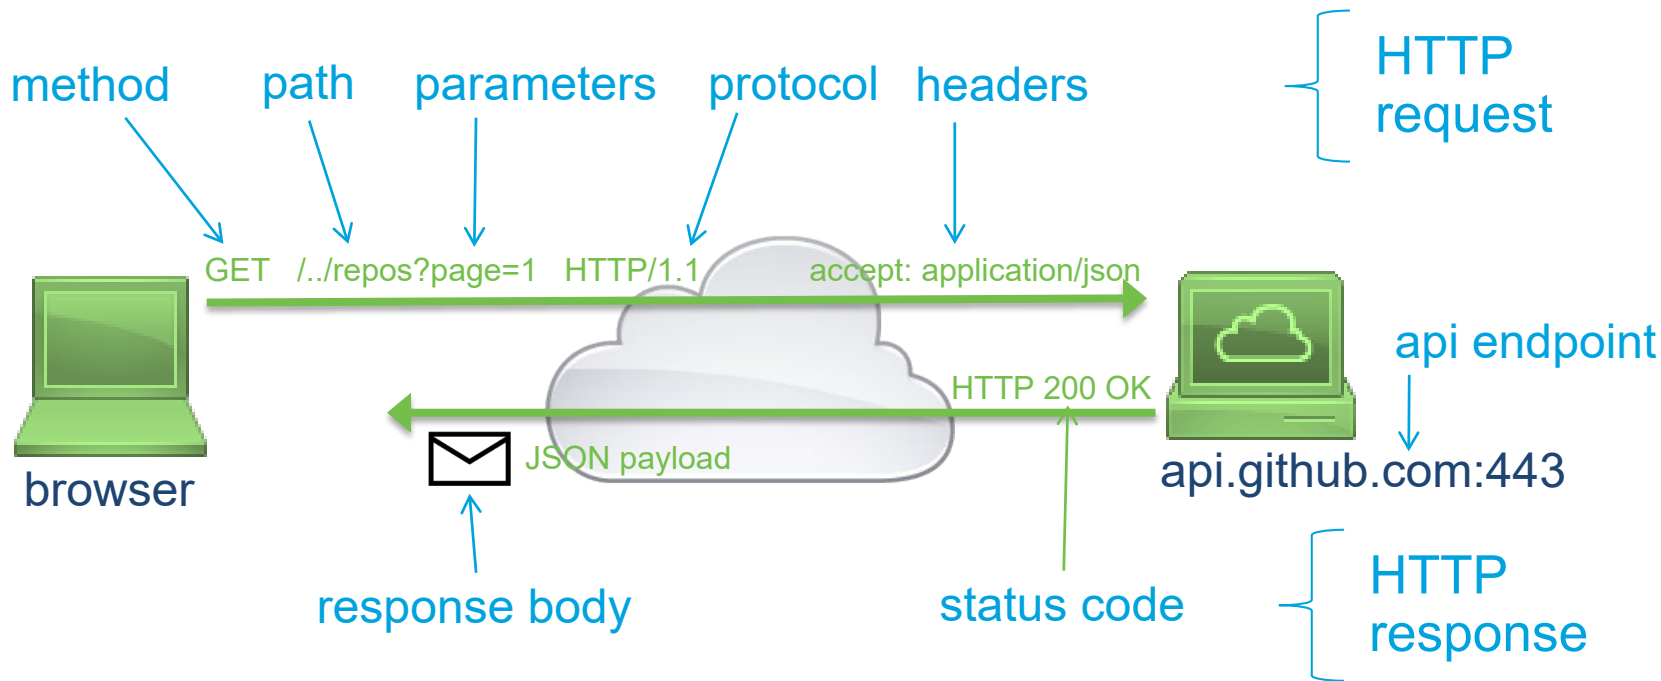 HTTP
request
method path parameters protocol headers
GET /../repos?page=1 HTTP/1.1 accept: application/json
api endpoint
HTTP 200 OK
JSON payload
browser
api.github.com:443
response body
status code
HTTP
response